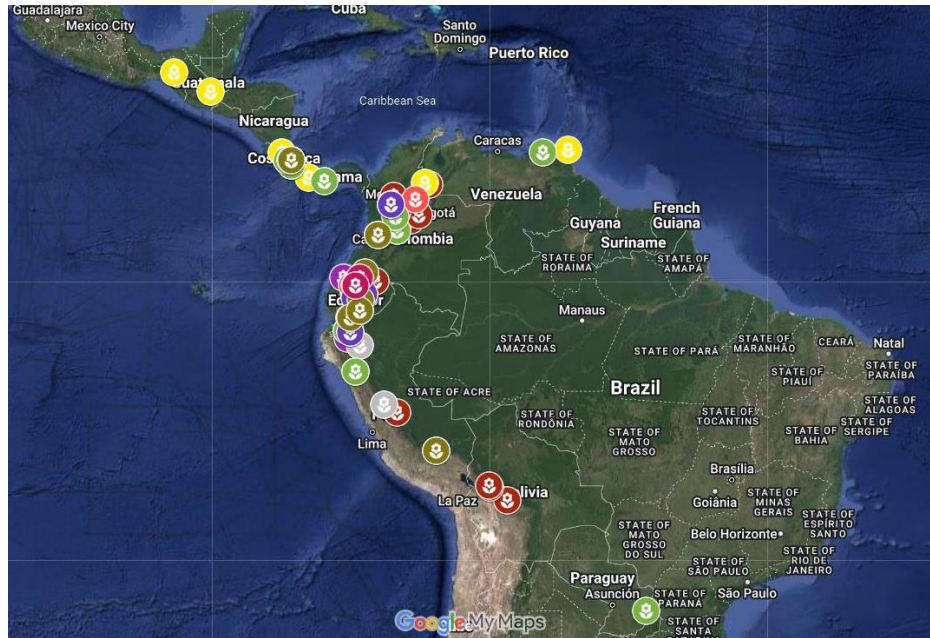 Guadalajara
Mexico City
Cuba
Santo
Domingo
Puerto Rico
Guatemala
Caribbean Sea
Nicaragua
Caracas
Venezuela
French
Guiana
Guyana
Suriname
STATE OF
RORAIMA
STATE OF
AMAPÁ
Manaus
STATE OF
AMAZONAS
STATE OF PARÁ
STATE OF
MARANHÃO
CEARÁ
Natal
STATE OF
PIAUÍ
STATE OF
PARAÍBA
STATE OF ACRE
Brazil
STATE OF
ALAGOAS
STATE OF
RONDÔNIA
STATE OF
TOCANTINS
STATE OF
SERGIPE
STATE OF
MATO
GROSSO
STATE OF
BAHIA
Lima
Brasília
La Paz
Goiânia
STATE OF
MINAS
GERAIS
STATE OF
ESPÍRITO
SANTO
STATE OF
MATO
GROSSO
DO SUL
Belo Horizonte
STATE OF
RIO DE
JANEIRO
STATE OF
SÃO PAULO
Paraguay
Asunción
STATE OF
PARANÁ
São Paulo
STATE OF
SANTA
Google My Maps